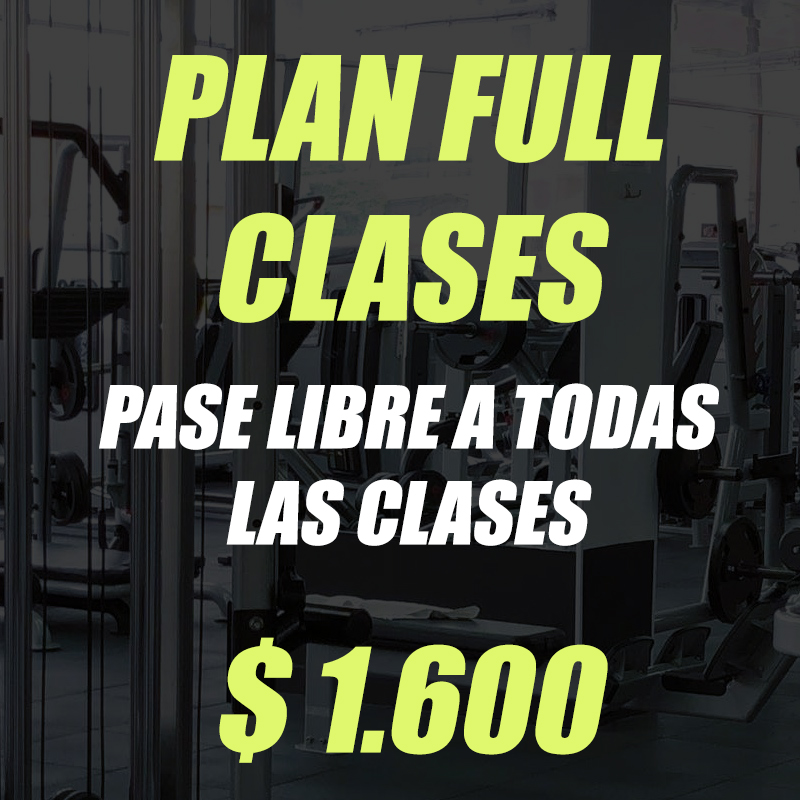 PLAN FULL
CLASES
PASE LIBRE A TODAS
LAS CLASES
$ 1.600